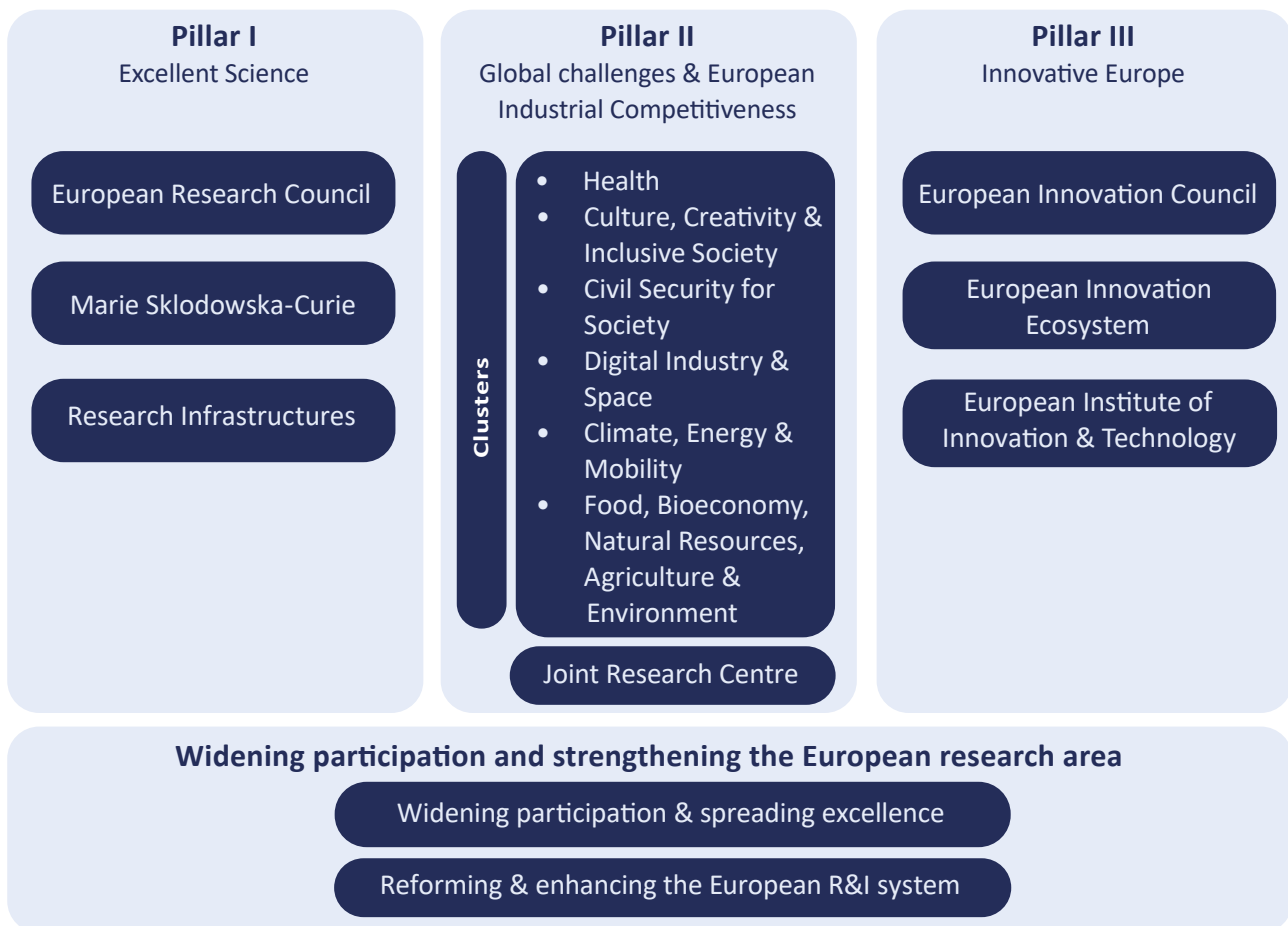 Pillar I
Excellent Science
European Research Council
Marie Sklodowska-Curie
Research Infrastructures
Pillar II
Global challenges & European
Industrial Competitiveness
Clusters
• Health
• Culture, Creativity &
Inclusive Society
• Civil Security for
Society
• Digital Industry &
Space
• Climate, Energy &
Mobility
• Food, Bioeconomy,
Natural Resources,
Agriculture &
Environment
Joint Research Centre
Pillar III
Innovative Europe
European Innovation Council
European Innovation
Ecosystem
European Institute of
Innovation & Technology
Widening participation and strengthening the European research area
Widening participation & spreading excellence
Reforming & enhancing the European R&I system